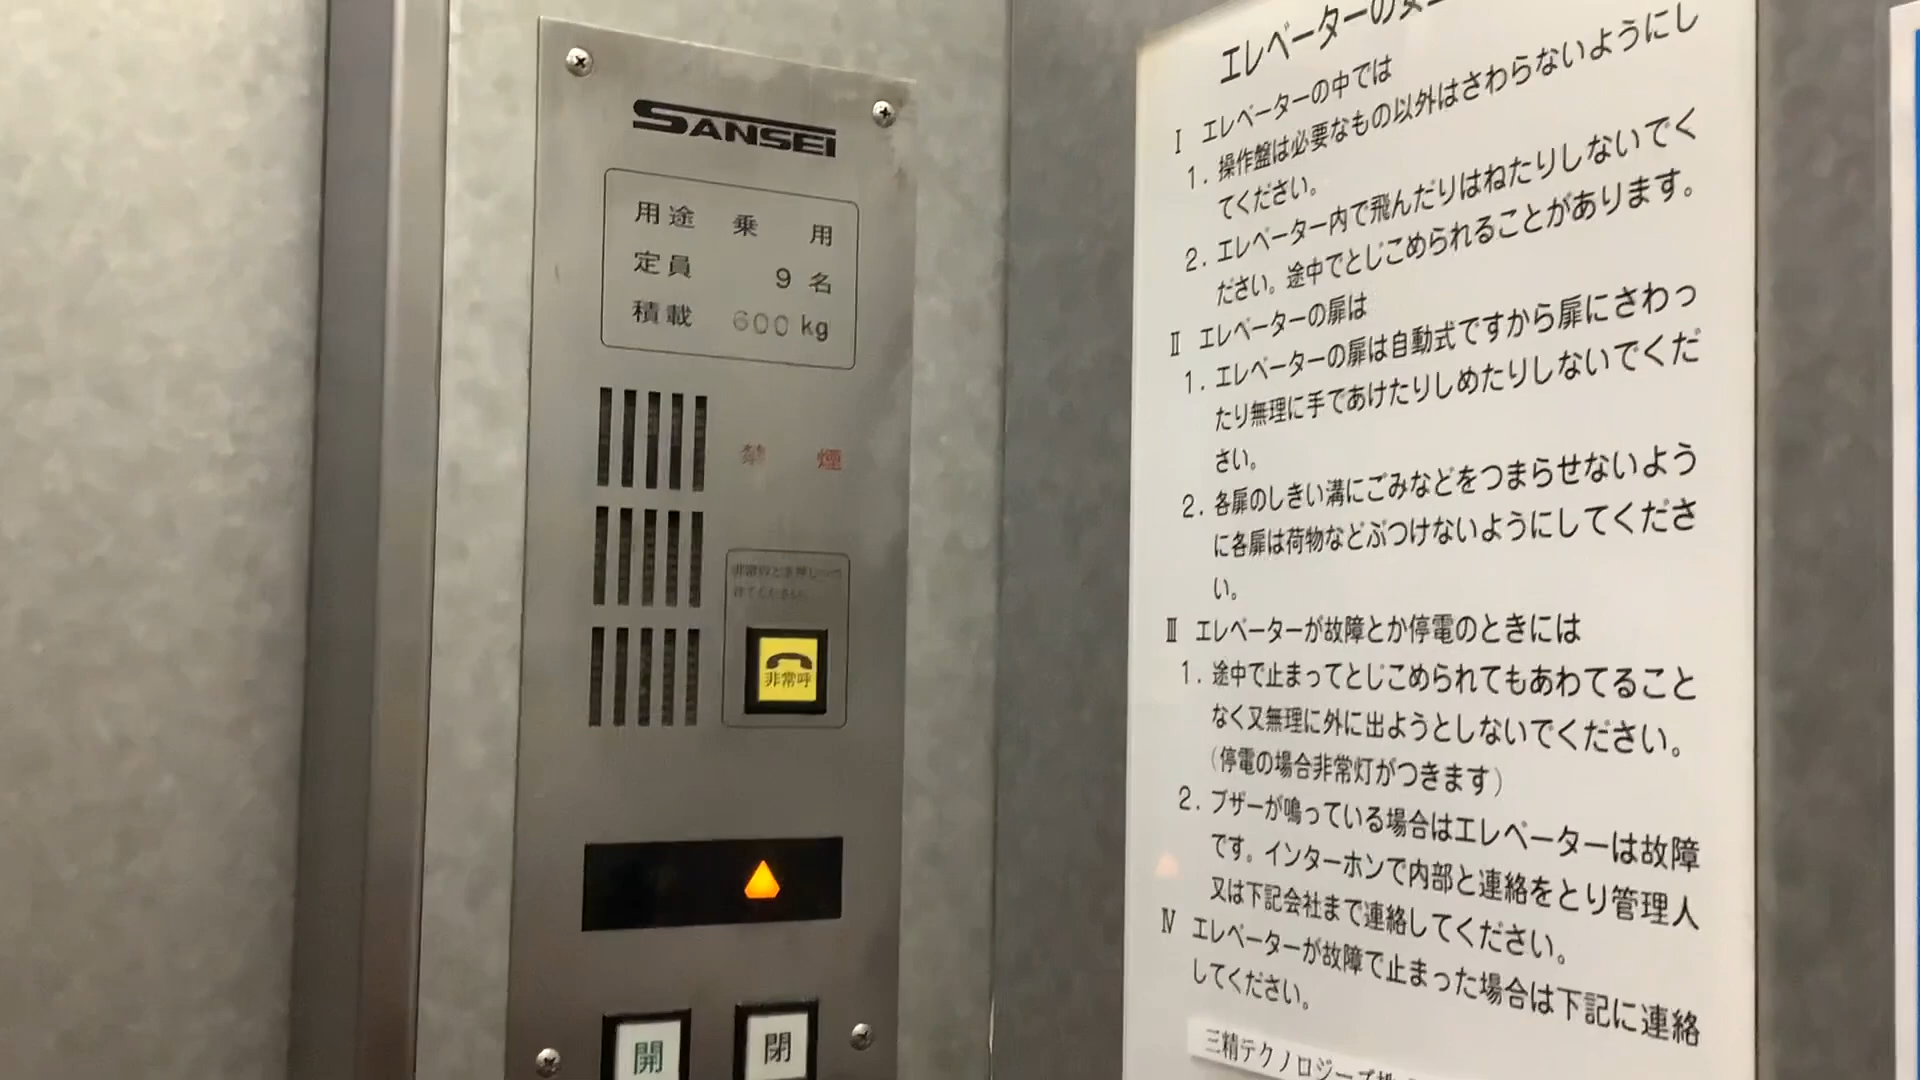 SANSEI
用途 乗 用
定員 9 名
積載 600 kg
禁 煙
非常呼
開
閉
エレベーターの
Ⅰ エレベーターの中では
1. 操作盤は必要なもの以外はさわらないようにし
てください。
2. エレベーター内で飛んだりはねたりしないでく
ださい。途中でとじこめられることがあります。
Ⅱ エレベーターの扉は
1. エレベーターの扉は自動式ですから扉にさわっ
たり無理に手であけたりしめたりしないでくだ
さい。
2. 各扉のしきい溝にごみなどをつまらせないよう
に各扉は荷物などぶつけないようにしてくださ
い。
Ⅲ エレベーターが故障とか停電のときには
1. 途中で止まってとじこめられてもあわてること
なく又無理に外に出ようとしないでください。
(停電の場合非常灯がつきます)
2. ブザーが鳴っている場合はエレベーターは故障
です。インターホンで内部と連絡をとり管理人
又は下記会社まで連絡してください。
Ⅳ エレベーターが故障で止まった場合は下記に連絡
してください。
三精テクノロジーズ